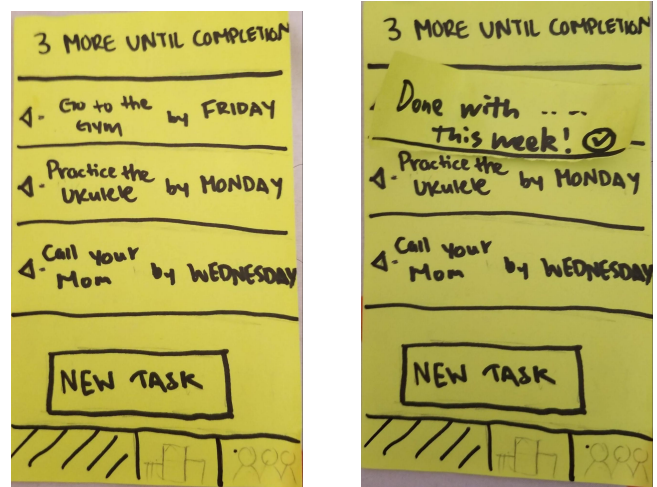 3 MORE UNTIL COMPLETION
Go to the
GYM
by FRIDAY
Practice the
Ukulele
by MONDAY
Call your
Mom
by WEDNESDAY
NEW TASK
3 MORE UNTIL COMPLETION
Done with ....
this week!
Practice the
Ukulele
by MONDAY
Call your
Mom
by WEDNESDAY
NEW TASK